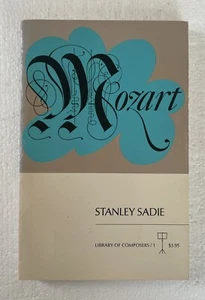 Mozart
STANLEY SADIE
LIBRARY OF COMPOSERS / 1
$3.95